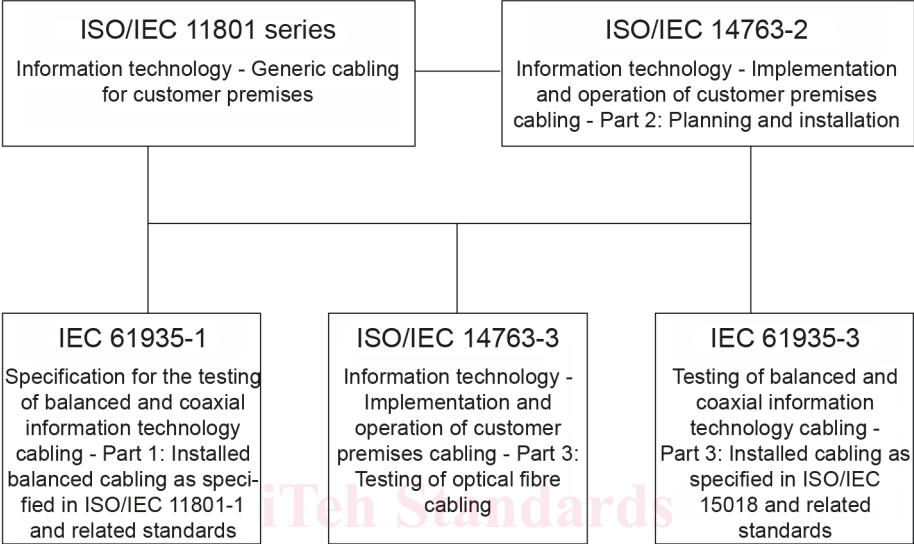 ISO/IEC 11801 series
Information technology - Generic cabling
for customer premises
ISO/IEC 14763-2
Information technology - Implementation
and operation of customer premises
cabling - Part 2: Planning and installation
IEC 61935-1
Specification for the testing
of balanced and coaxial
information technology
cabling - Part 1: Installed
balanced cabling as speci-
fied in ISO/IEC 11801-1
and related standards
ISO/IEC 14763-3
Information technology -
Implementation and
operation of customer
premises cabling - Part 3:
Testing of optical fibre
cabling
IEC 61935-3
Testing of balanced and
coaxial information
technology cabling -
Part 3: Installed cabling as
specified in ISO/IEC
15018 and related
standards
iTeh Standards